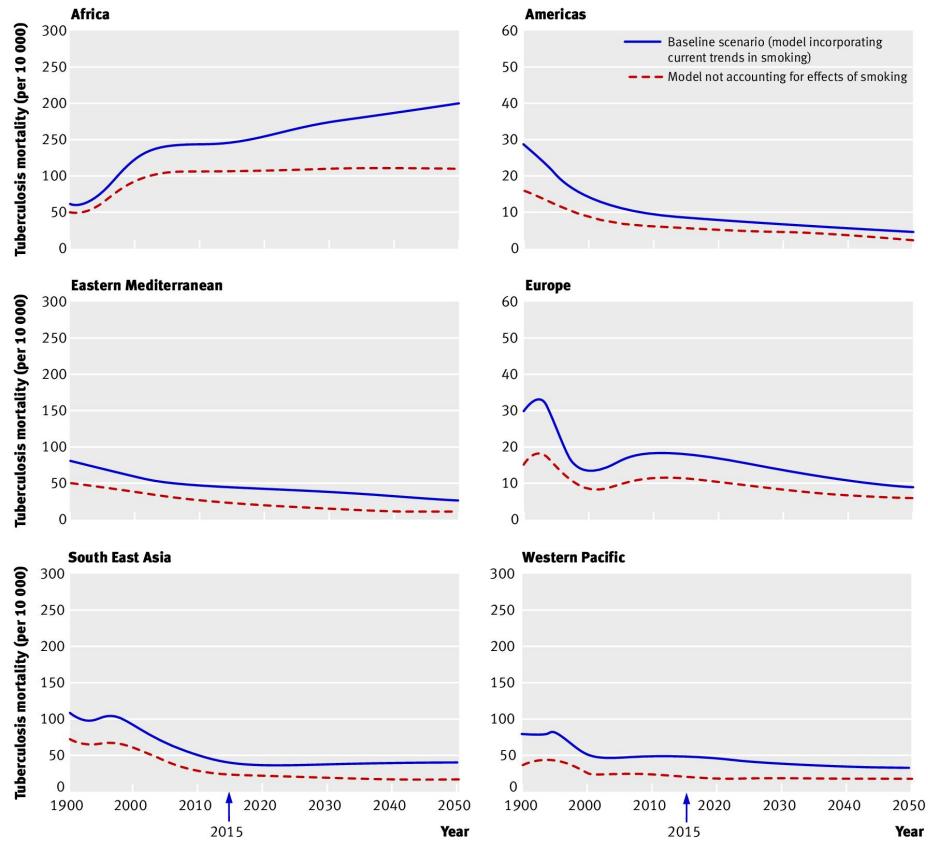 Africa
Americas
Tuberculosis mortality (per 10 000)
300
250
200
150
100
50
0
60
50
40
30
20
10
0
Baseline scenario (model incorporating
current trends in smoking)
Model not accounting for effects of smoking
Eastern Mediterranean
Europe
Tuberculosis mortality (per 10 000)
300
250
200
150
100
50
0
60
50
40
30
20
10
0
South East Asia
Western Pacific
Tuberculosis mortality (per 10 000)
300
250
200
150
100
50
0
300
250
200
150
100
50
0
1900 2000 2010 2020 2030 2040 2050
1900 2000 2010 2020 2030 2040 2050
2015
Year
2015
Year